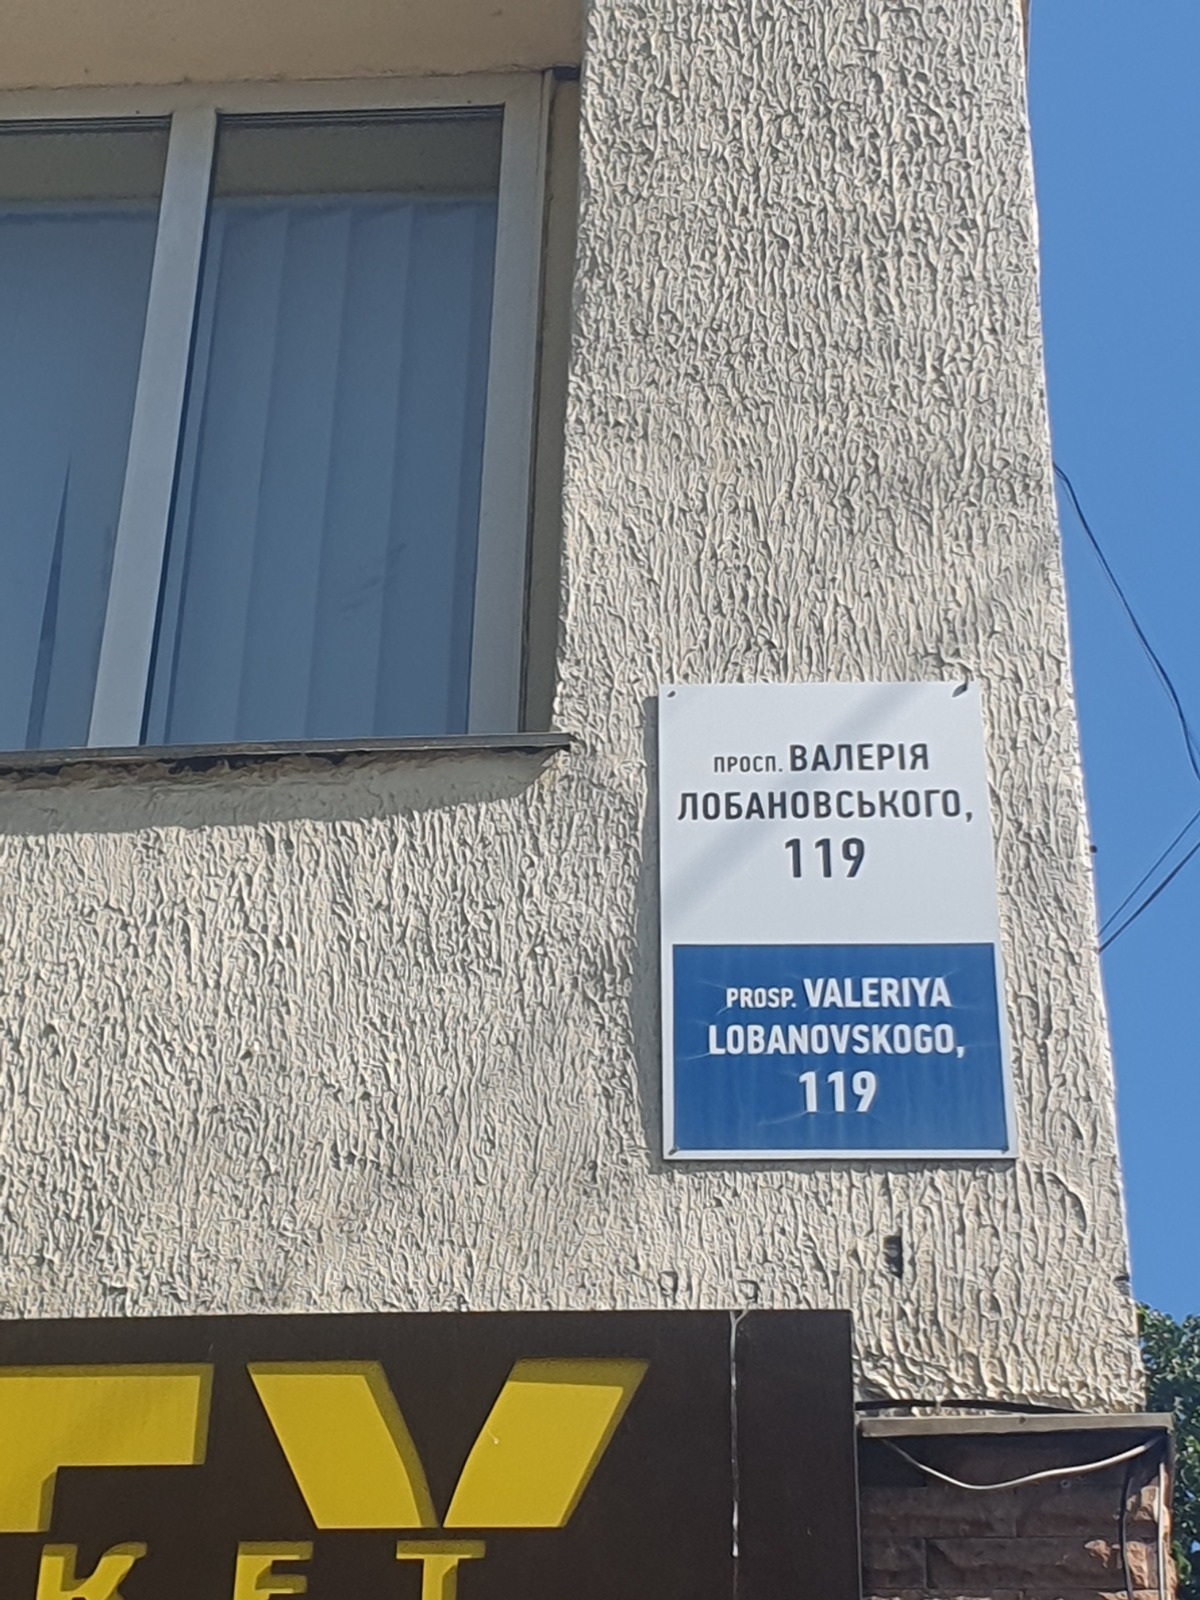 просп. ВАЛЕРІЯ
ЛОБАНОВСЬКОГО,
119
PROSP. VALERIYA
LOBANOVSKOGO,
119